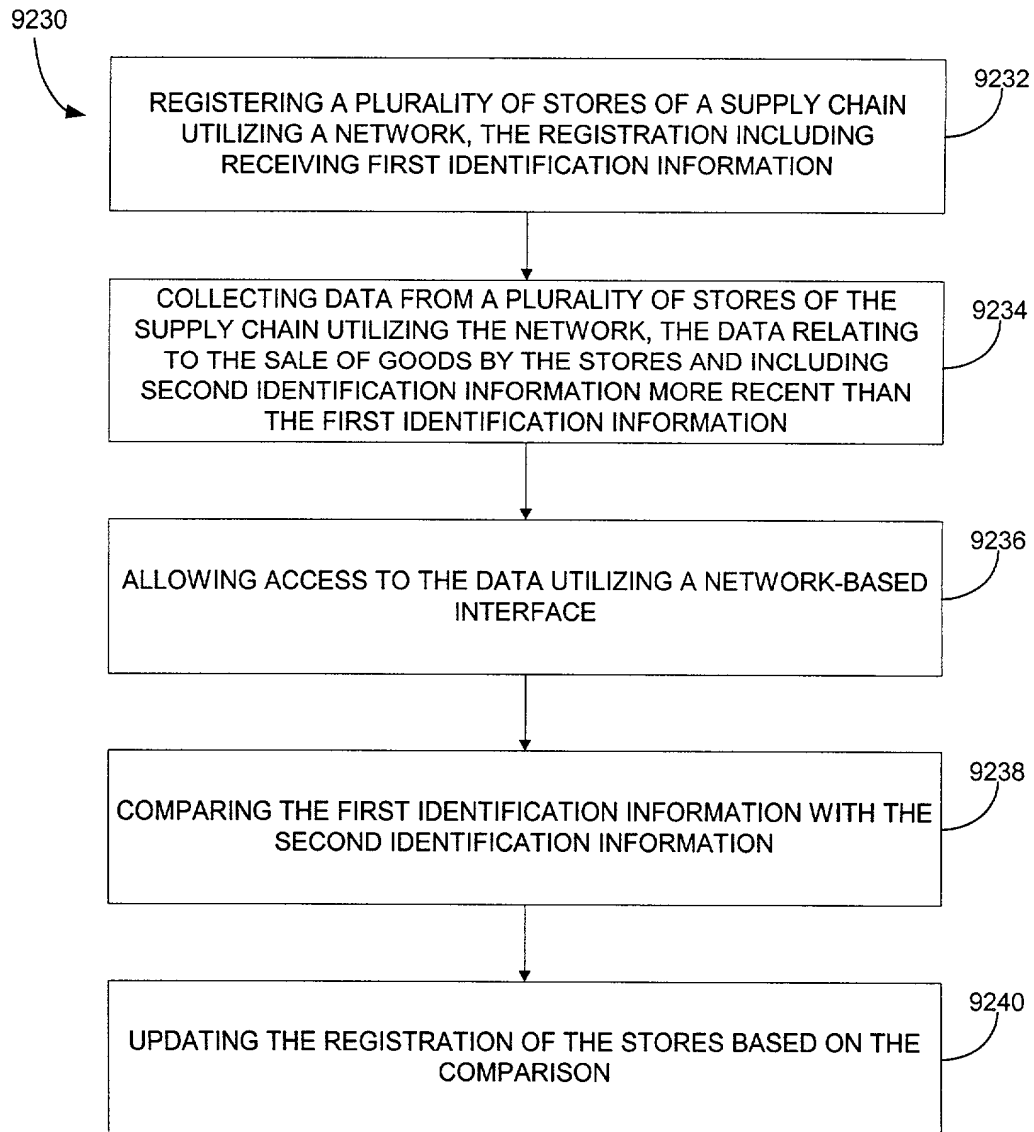 9230
9232
REGISTERING A PLURALITY OF STORES OF A SUPPLY CHAIN
UTILIZING A NETWORK, THE REGISTRATION INCLUDING
RECEIVING FIRST IDENTIFICATION INFORMATION
9234
COLLECTING DATA FROM A PLURALITY OF STORES OF THE
SUPPLY CHAIN UTILIZING THE NETWORK, THE DATA RELATING
TO THE SALE OF GOODS BY THE STORES AND INCLUDING
SECOND IDENTIFICATION INFORMATION MORE RECENT THAN
THE FIRST IDENTIFICATION INFORMATION
9236
ALLOWING ACCESS TO THE DATA UTILIZING A NETWORK-BASED
INTERFACE
9238
COMPARING THE FIRST IDENTIFICATION INFORMATION WITH THE
SECOND IDENTIFICATION INFORMATION
9240
UPDATING THE REGISTRATION OF THE STORES BASED ON THE
COMPARISON